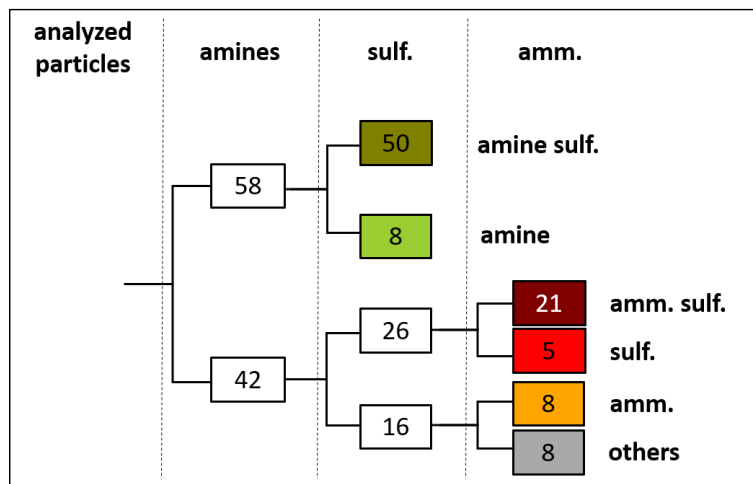 analyzed
particles
amines
sulf.
amm.
50
amine sulf.
58
8
amine
21
amm. sulf.
26
5
sulf.
42
8
amm.
16
8
others